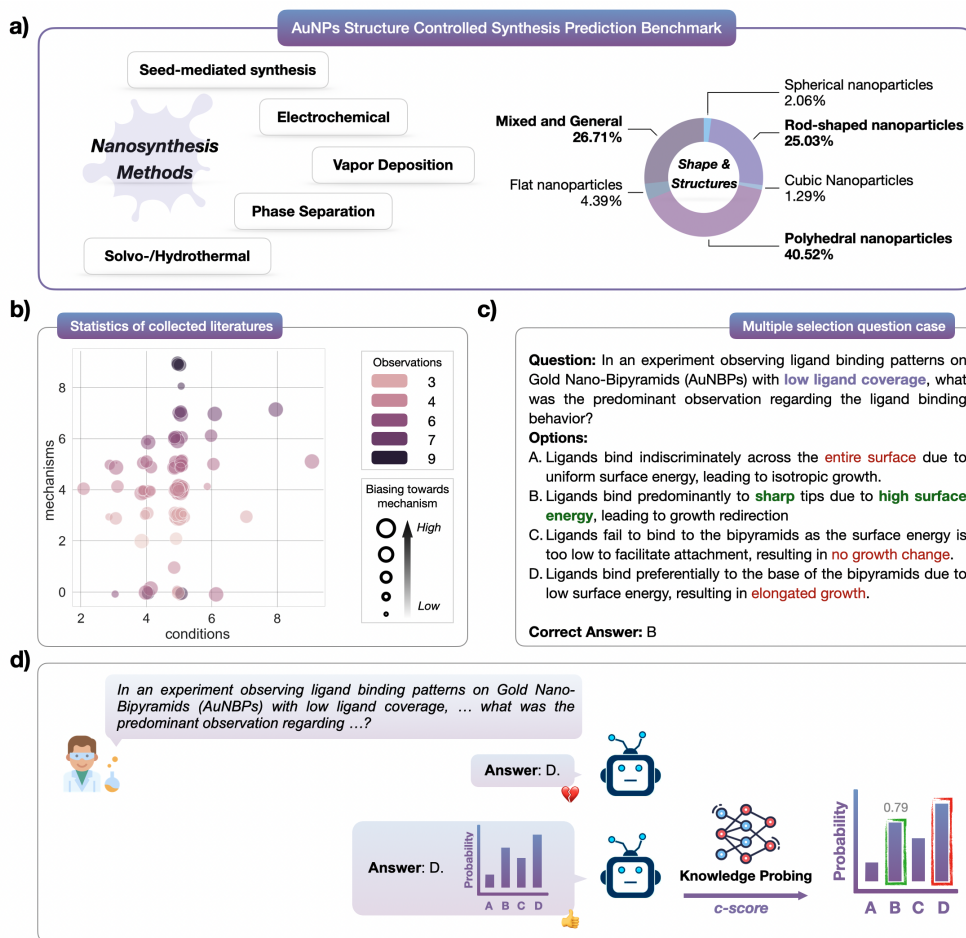 a)
AuNPs Structure Controlled Synthesis Prediction Benchmark
Seed-mediated synthesis
Electrochemical
Nanosynthesis
Methods
Vapor Deposition
Phase Separation
Solvo-/Hydrothermal
Spherical nanoparticles
2.06%
Mixed and General
26.71%
Rod-shaped nanoparticles
25.03%
Shape &
Structures
Flat nanoparticles
4.39%
Cubic Nanoparticles
1.29%
Polyhedral nanoparticles
40.52%
b)
Statistics of collected literatures
mechanisms
8
6
4
2
0
2 4 6 8
conditions
Observations
3
4
6
7
9
Biasing towards
mechanism
High
Low
c)
Multiple selection question case
Question: In an experiment observing ligand binding patterns on
Gold Nano-Bipyramids (AuNBPs) with low ligand coverage, what
was the predominant observation regarding the ligand binding
behavior?
Options:
A. Ligands bind indiscriminately across the entire surface due to
uniform surface energy, leading to isotropic growth.
B. Ligands bind predominantly to sharp tips due to high surface
energy, leading to growth redirection
C. Ligands fail to bind to the bipyramids as the surface energy is
too low to facilitate attachment, resulting in no growth change.
D. Ligands bind preferentially to the base of the bipyramids due to
low surface energy, resulting in elongated growth.
Correct Answer: B
d)
In an experiment observing ligand binding patterns on Gold Nano-
Bipyramids (AuNBPs) with low ligand coverage, … what was the
predominant observation regarding …?
Answer: D.
Answer: D.
Probability
A B C D
Knowledge Probing
c-score
Probability
0.79
A B C D